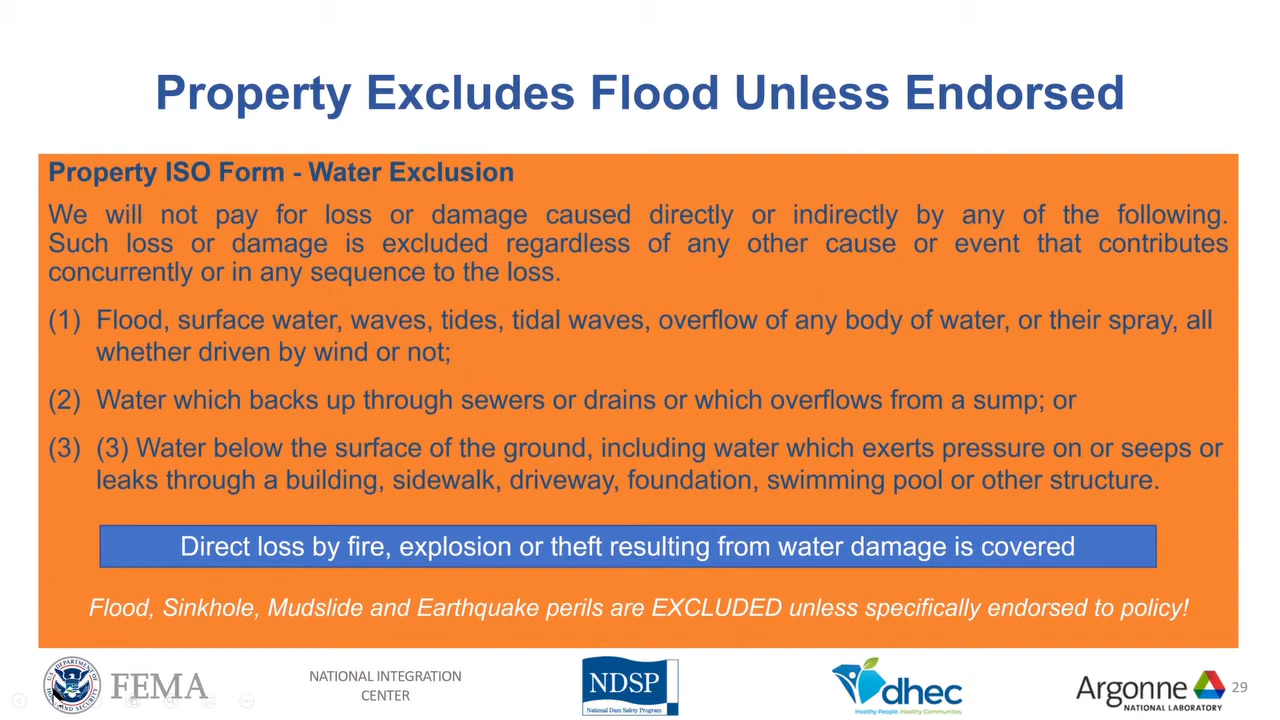 Property Excludes Flood Unless Endorsed
Property ISO Form - Water Exclusion
We will not pay for loss or damage caused directly or indirectly by any of the following.
Such loss or damage is excluded regardless of any other cause or event that contributes
concurrently or in any sequence to the loss.
(1) Flood, surface water, waves, tides, tidal waves, overflow of any body of water, or their spray, all
whether driven by wind or not;
(2) Water which backs up through sewers or drains or which overflows from a sump; or
(3) (3) Water below the surface of the ground, including water which exerts pressure on or seeps or
leaks through a building, sidewalk, driveway, foundation, swimming pool or other structure.
Direct loss by fire, explosion or theft resulting from water damage is covered
Flood, Sinkhole, Mudslide and Earthquake perils are EXCLUDED unless specifically endorsed to policy!
FEMA
NATIONAL INTEGRATION
CENTER
NDSP
National Dam Safety Program
dhec
Healthy People. Healthy Communities.
Argonne
NATIONAL LABORATORY
29